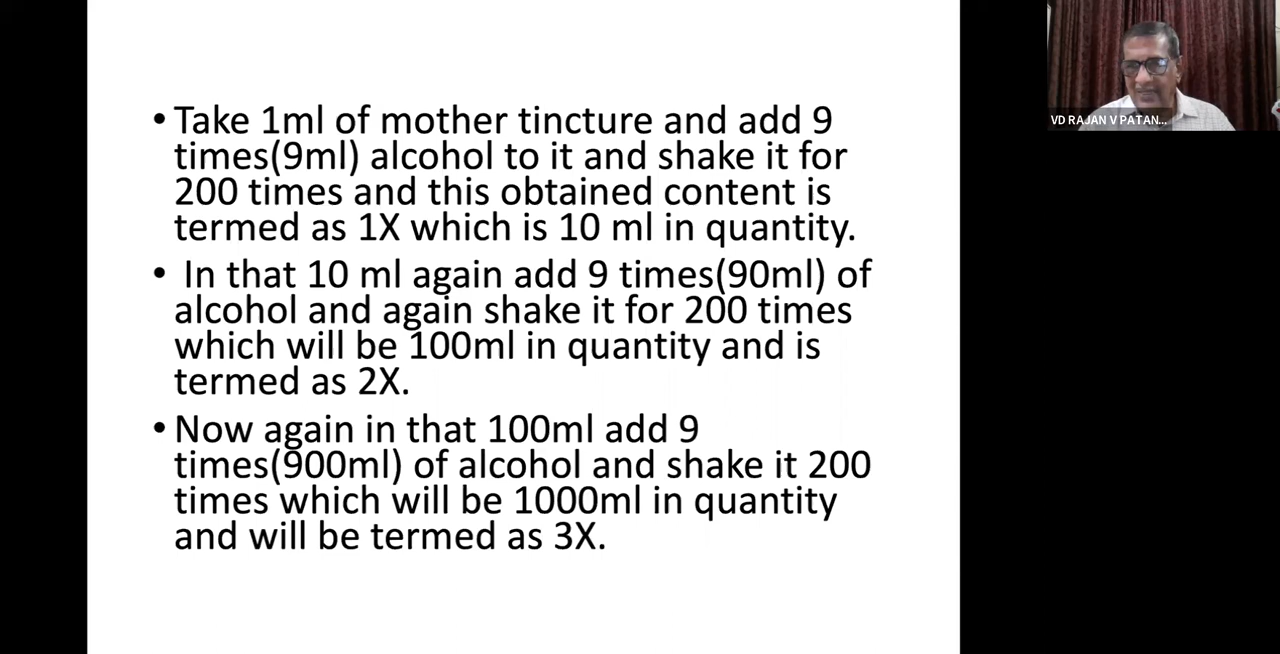 • Take 1ml of mother tincture and add 9
times(9ml) alcohol to it and shake it for
200 times and this obtained content is
termed as 1X which is 10 ml in quantity.
• In that 10 ml again add 9 times(90ml) of
alcohol and again shake it for 200 times
which will be 100ml in quantity and is
termed as 2X.
• Now again in that 100ml add 9
times(900ml) of alcohol and shake it 200
times which will be 1000ml in quantity
and will be termed as 3X.
VD RAJAN V PATAN...